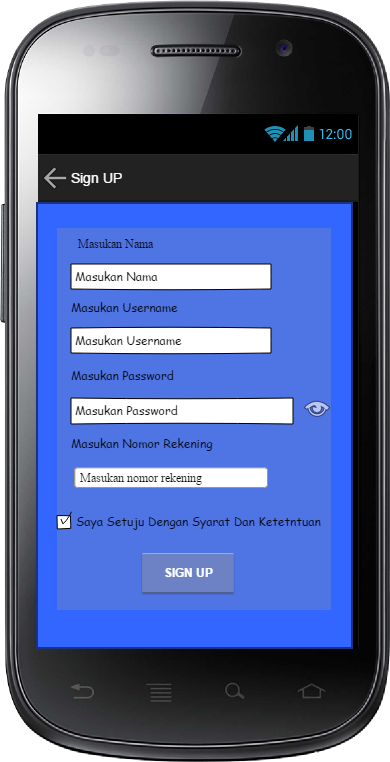 12:00
Sign UP
Masukan Nama
Masukan Nama
Masukan Username
Masukan Username
Masukan Password
Masukan Password
Masukan Nomor Rekening
Masukan nomor rekening
Saya Setuju Dengan Syarat Dan Ketetntuan
SIGN UP